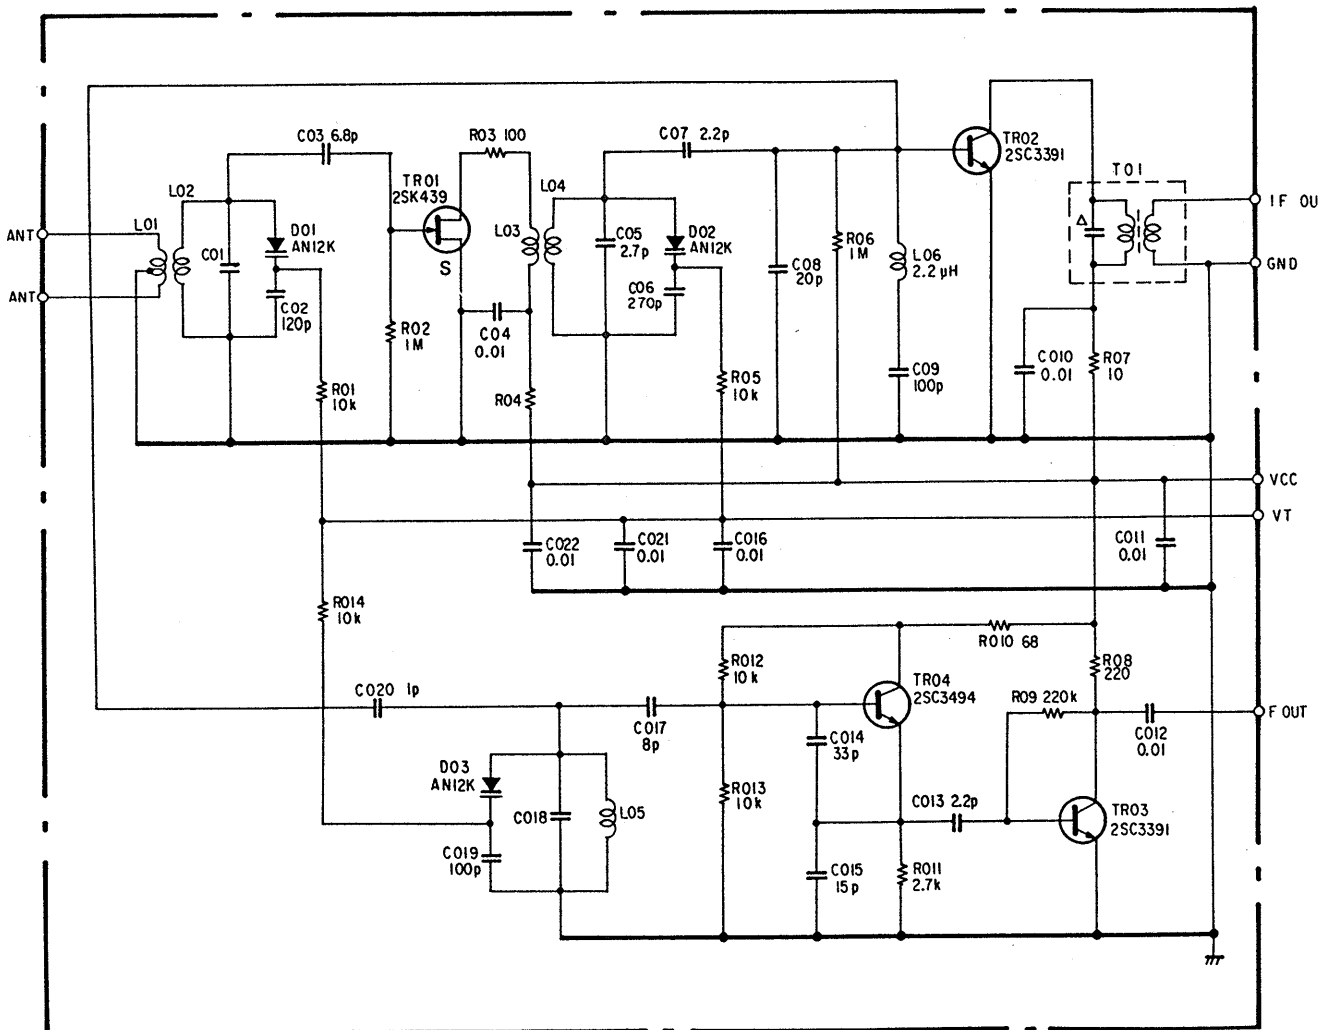 C03 6.8p
R03 100
C07 2.2p
TR02
2SC3391
T01
TR01
2SK439
L02
L04
L01
ANT
D01
AN12K
L03
D02
AN12K
IF OU
C01
C05
2.7p
R06
1M
S
C08
20p
L06
2.2 μH
GND
ANT
C02
120p
C06
270p
R02
1M
C04
0.01
C010
0.01
R07
10
R01
10k
R04
R05
10k
C09
100p
VCC
VT
C022
0.01
C021
0.01
C016
0.01
C011
0.01
R014
10k
R010 68
R012
10k
R08
220
C020 1p
TR04
2SC3494
R09 220k
F OUT
C017
8p
C014
33p
C012
0.01
D03
AN12K
R013
10k
C013 2.2p
C018
L05
TR03
2SC3391
C019
100p
C015
15p
R011
2.7k